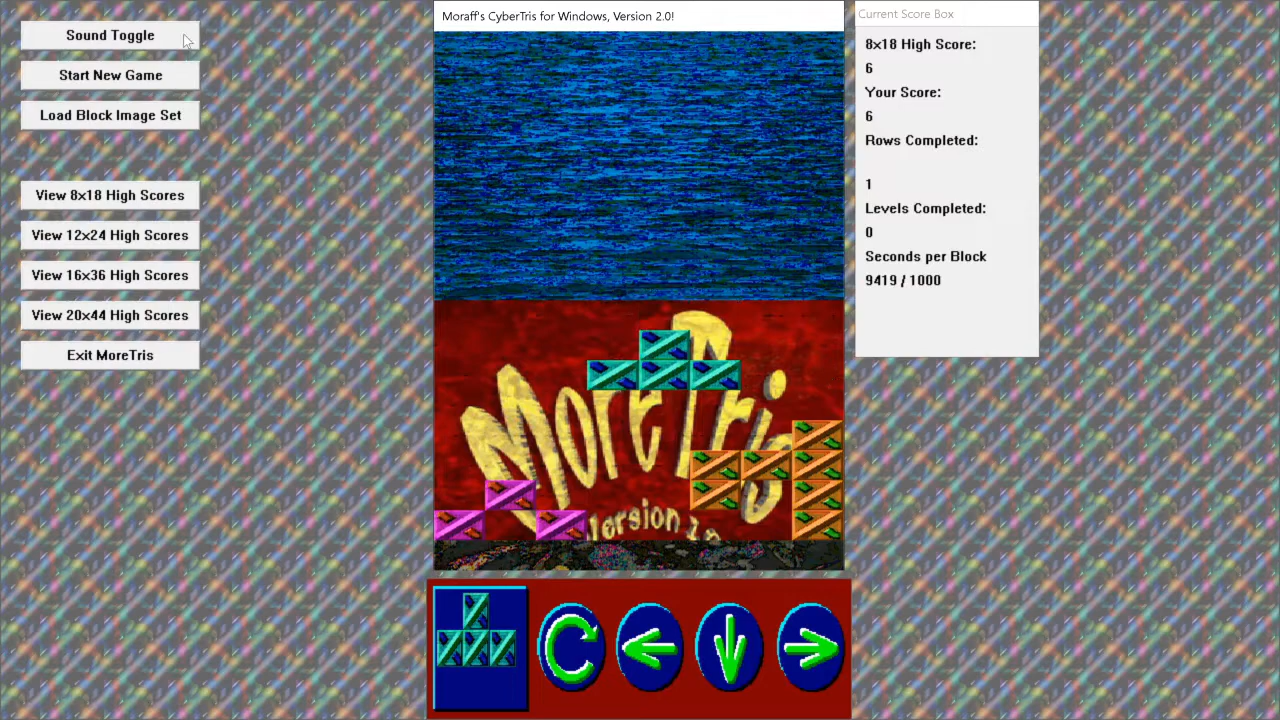 Sound Toggle
Start New Game
Load Block Image Set
View 8x18 High Scores
View 12x24 High Scores
View 16x36 High Scores
View 20x44 High Scores
Exit MoreTris
Moraff's CyberTris for Windows, Version 2.0!
MoreTris
Version
Current Score Box
8x18 High Score:
6
Your Score:
6
Rows Completed:
1
Levels Completed:
0
Seconds per Block
9419 / 1000